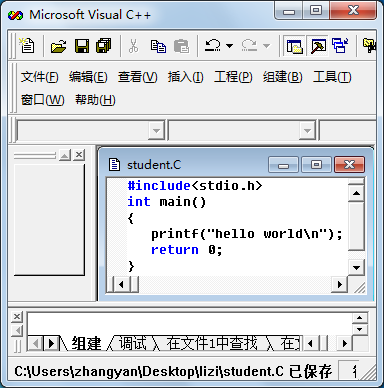 Microsoft Visual C++
文件(F) 编辑(E) 查看(V) 插入(I) 工程(P) 组建(B) 工具(T)
窗口(W) 帮助(H)
student.C
#include<stdio.h>
int main()
{
printf("hello world\n");
return 0;
}
组建 调试 在文件1中查找 在
C:\Users\zhangyan\Desktop\lizi\student.C 已保存